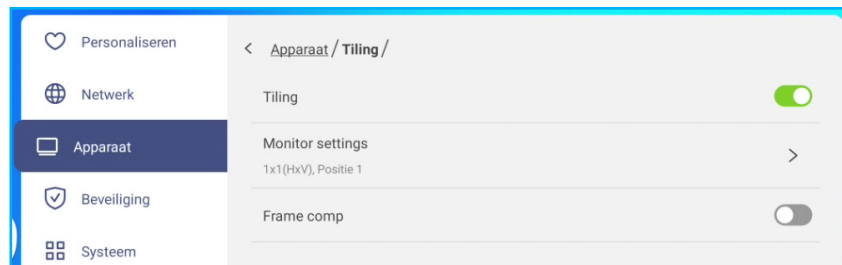 Personaliseren
Netwerk
Apparaat
Beveiliging
Systeem
< Apparaat / Tiling /
Tiling
Monitor settings
1x1(HxV), Positie 1
Frame comp